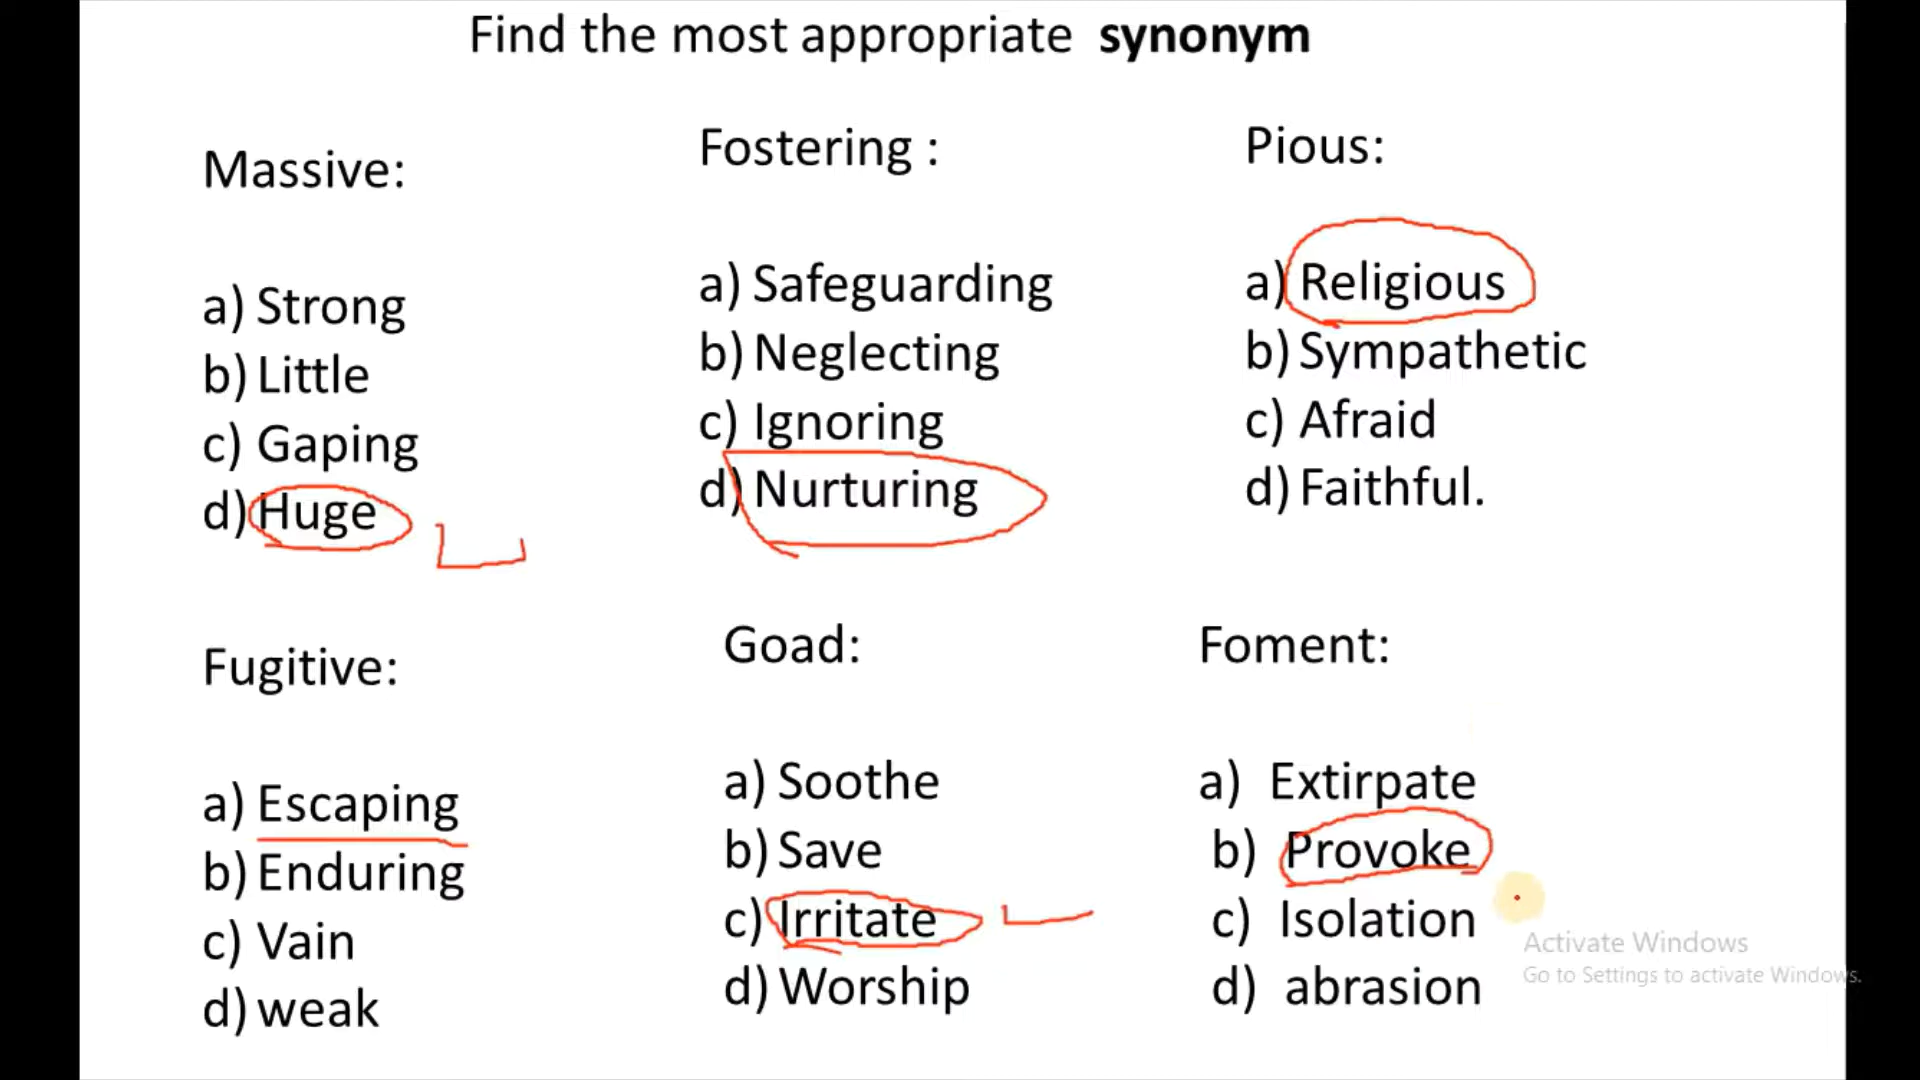 Find the most appropriate synonym
Massive:
a) Strong
b) Little
c) Gaping
d) Huge
Fostering :
a) Safeguarding
b) Neglecting
c) Ignoring
d) Nurturing
Pious:
a) Religious
b) Sympathetic
c) Afraid
d) Faithful.
Fugitive:
a) Escaping
b) Enduring
c) Vain
d) weak
Goad:
a) Soothe
b) Save
c) Irritate
d) Worship
Foment:
a) Extirpate
b) Provoke
c) Isolation
d) abrasion
Activate Windows
Go to Settings to activate Windows.